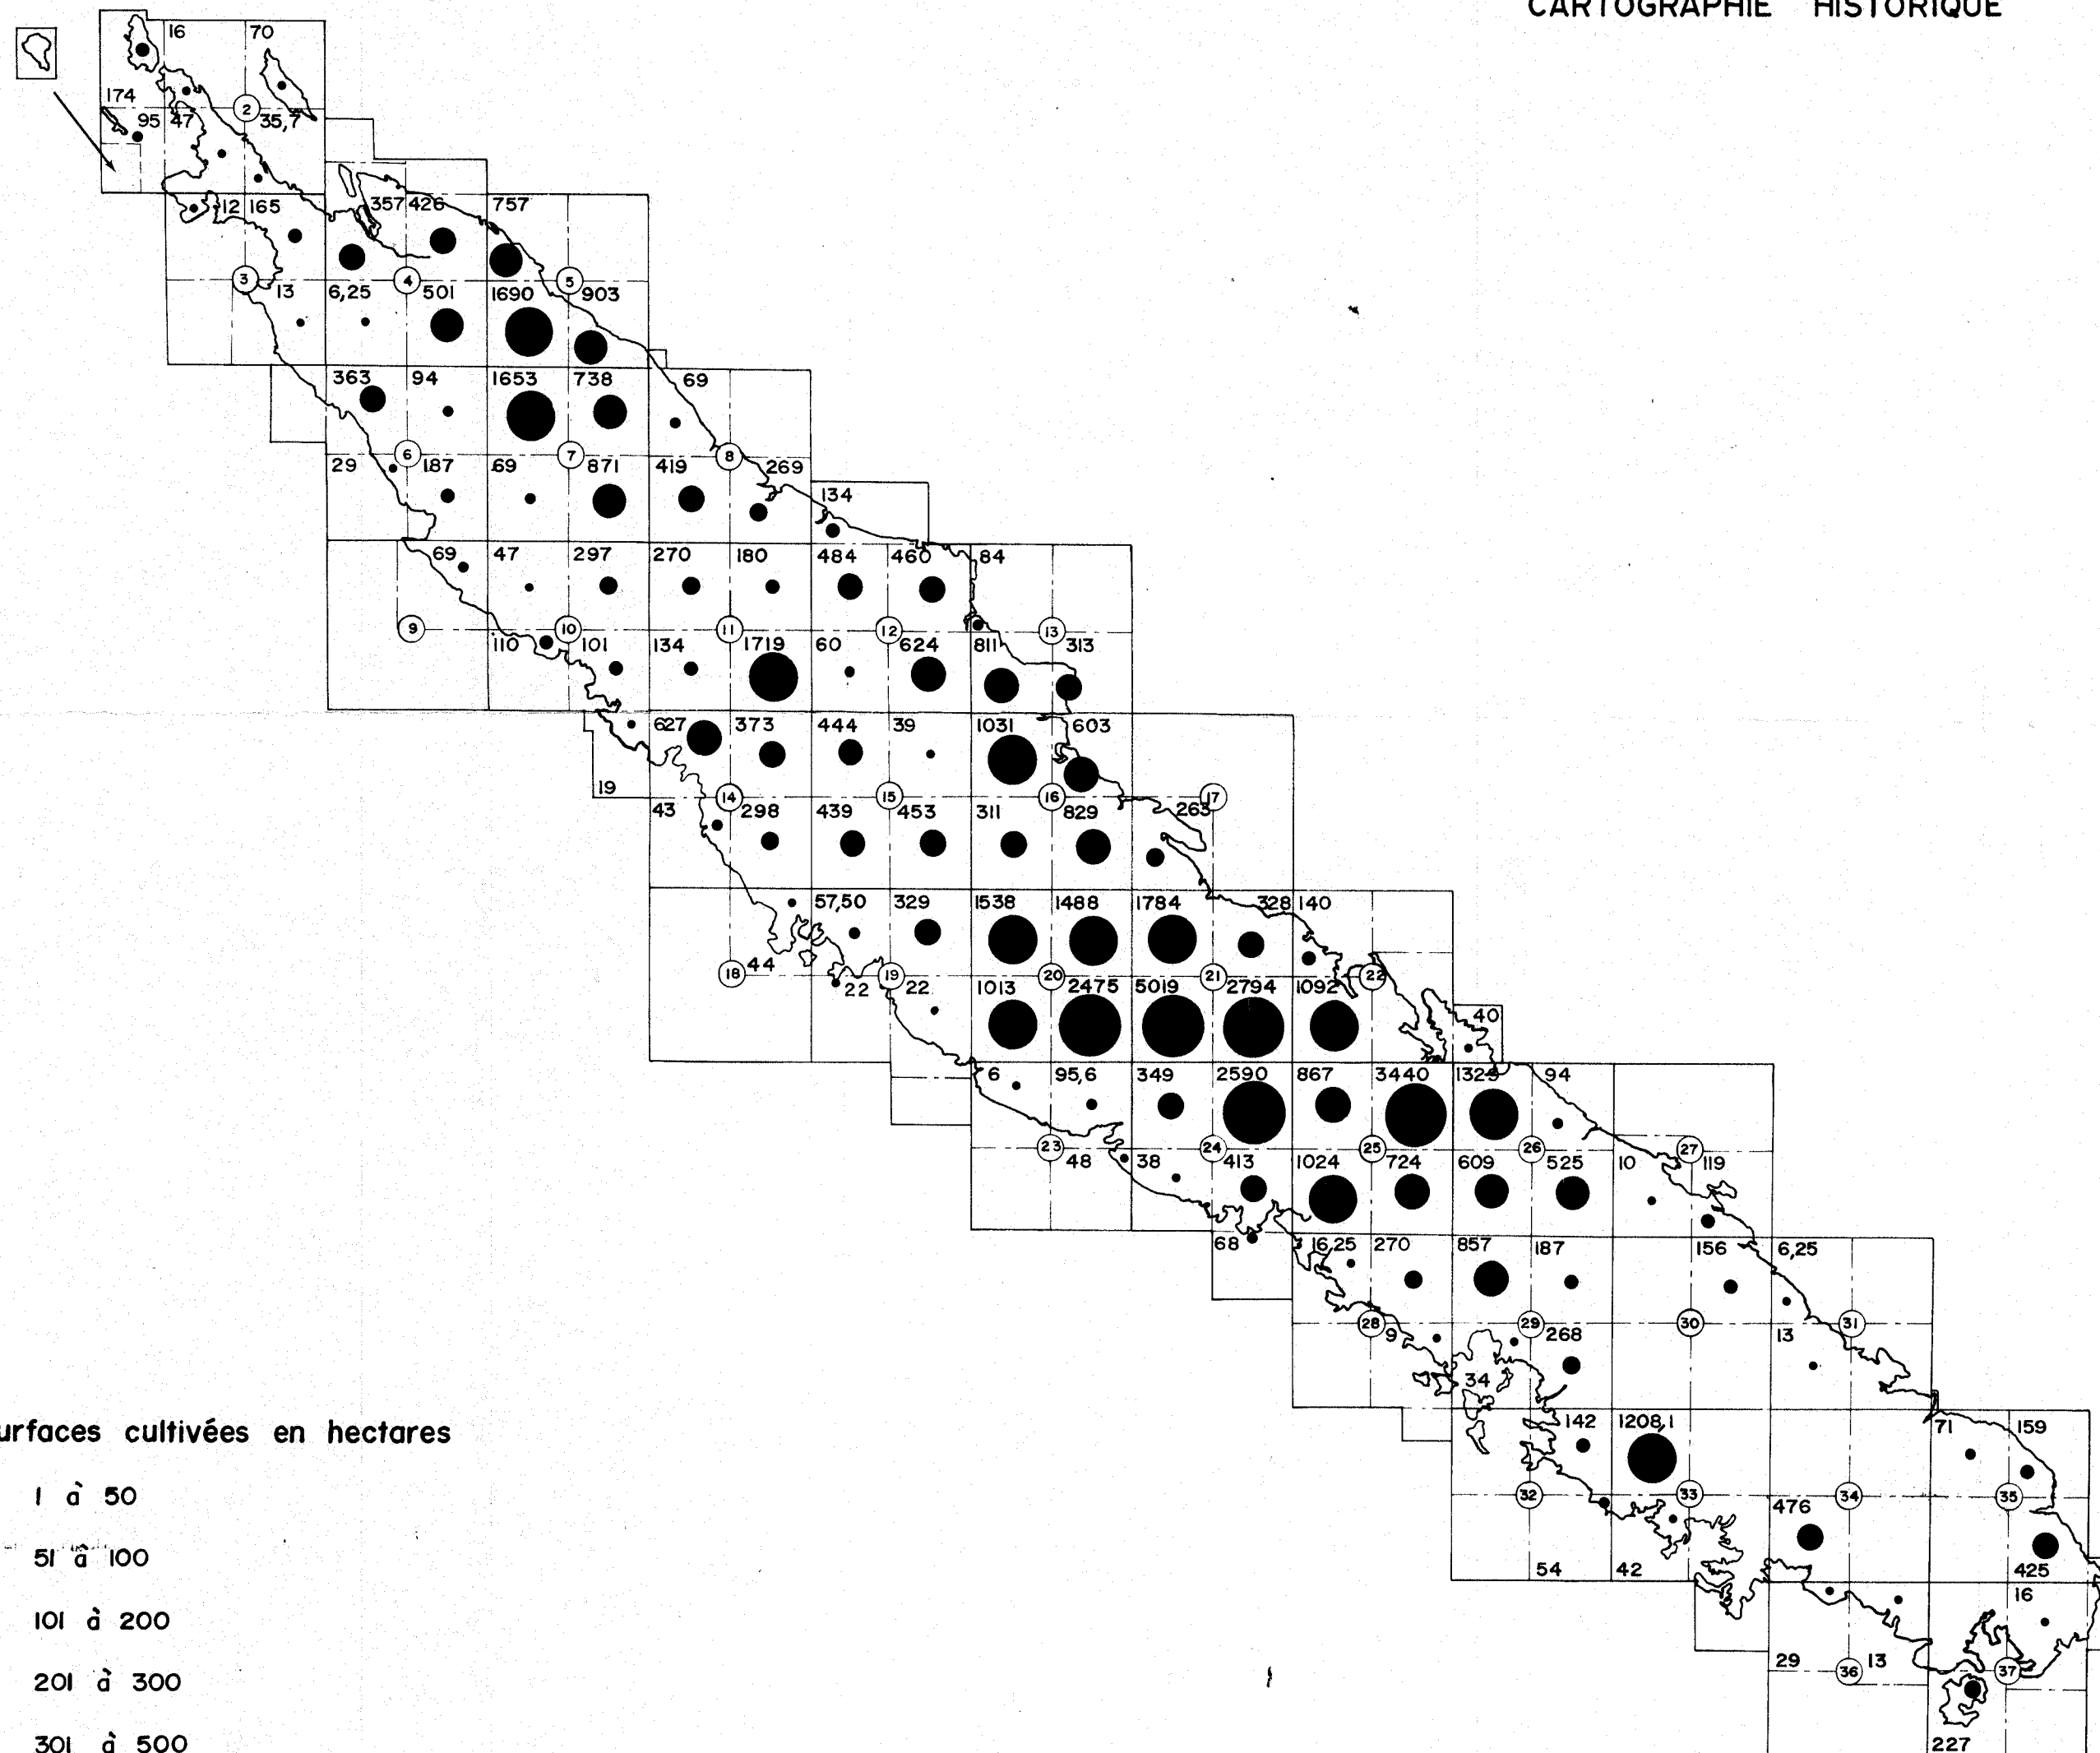 CARTOGRAPHIE HISTORIQUE
16 70
174
95 47 2 35,7
12 165 357 426 757
3 13 6,25 4 501 1690 5 903
363 94 1653 738 69
29 6 187 69 7 871 419 8 269
134
69 47 297 270 180 484 460 84
9 110 10 101 134 11 1719 60 12 624 811 13 313
627 373 444 39 1031 603
19
43 14 298 439 15 453 311 16 829 263 17
57,50 329 1538 1488 1784 328 140
18 44 22 19 22 1013 20 2475 5019 21 2794 1092 22
40
6 95,6 349 2590 867 3440 1329 94
23 48 38 24 413 1024 25 724 609 26 525 10 27 119
68 16,25 270 857 187 156 6,25
28 9 29 268 30 13 31
34
142 1208,1 71 159
32 33 476 34 35
54 42 425
16
29 36 13 37
227
urfaces cultivées en hectares
1 à 50
51 à 100
101 à 200
201 à 300
301 à 500